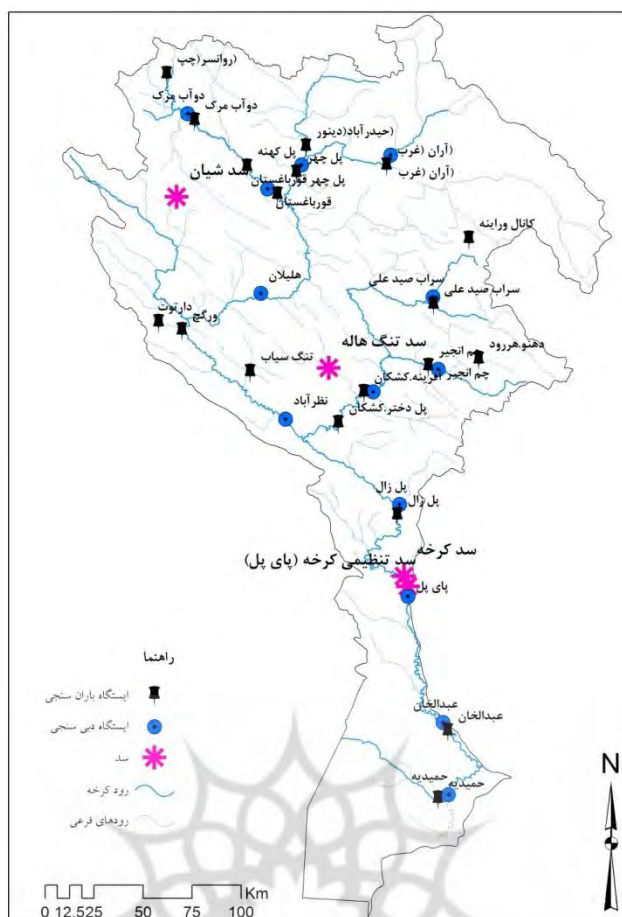 (روانسر(چپ
دوآب مرک
دوآب مرک
(حیدرآباد(دینور
پل کهنه
پل چهر
(آران (غرب
(آران (غرب
سد شیان
پل چهر قورباغستان
قورباغستان
کانال وراینه
هلیلان
سراب صید علی
سراب صید علی
دارتوت
ورگچ
سد تنگ هاله
دهنو.هررود
تنگ سیاب
چم انجیر
چم انجیر
آفرینه.کشکان
نظرآباد
پل دختر.کشکان
پل زال
پل زال
سد کرخه
سد تنظیمی کرخه (پای پل)
پای پل
عبدالخان
عبدالخان
حمیدیه
حمیدیه
راهنما
ایستگاه باران سنجی
ایستگاه دبی سنجی
سد
رود کرخه
رودهای فرعی
N
Km
0 12.525 50 75 100